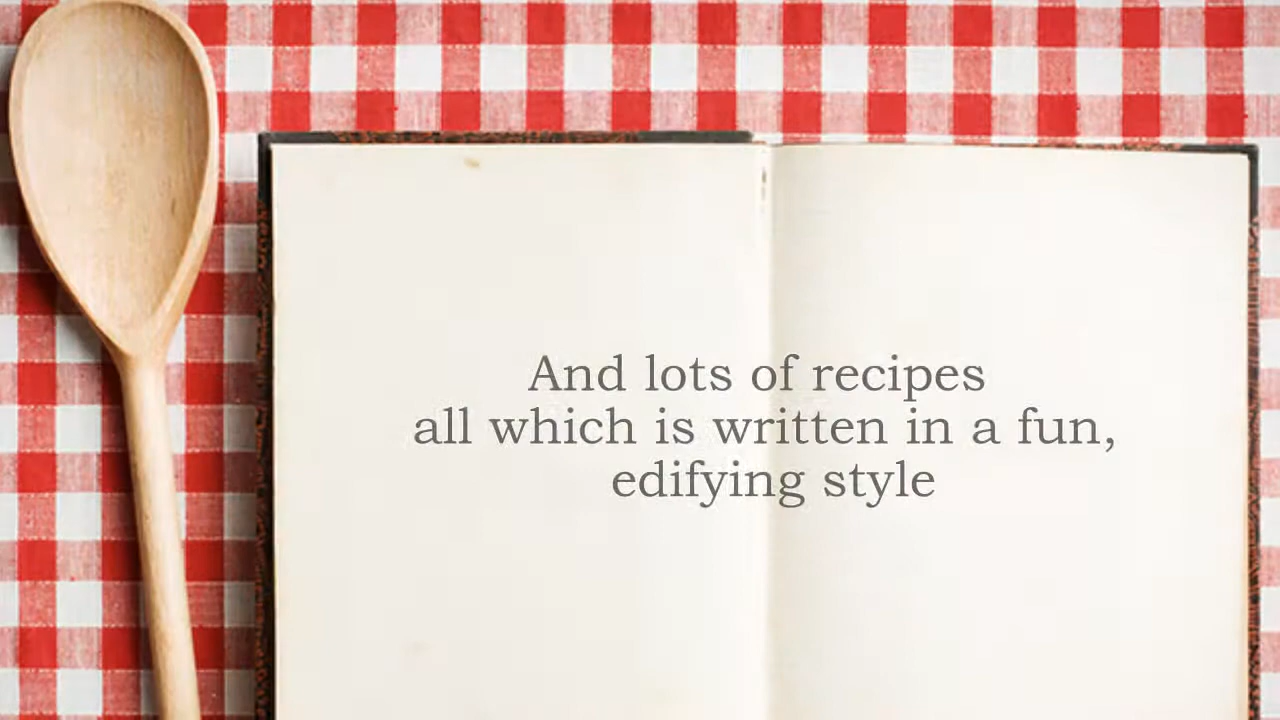 And lots of recipes
all which is written in a fun,
edifying style